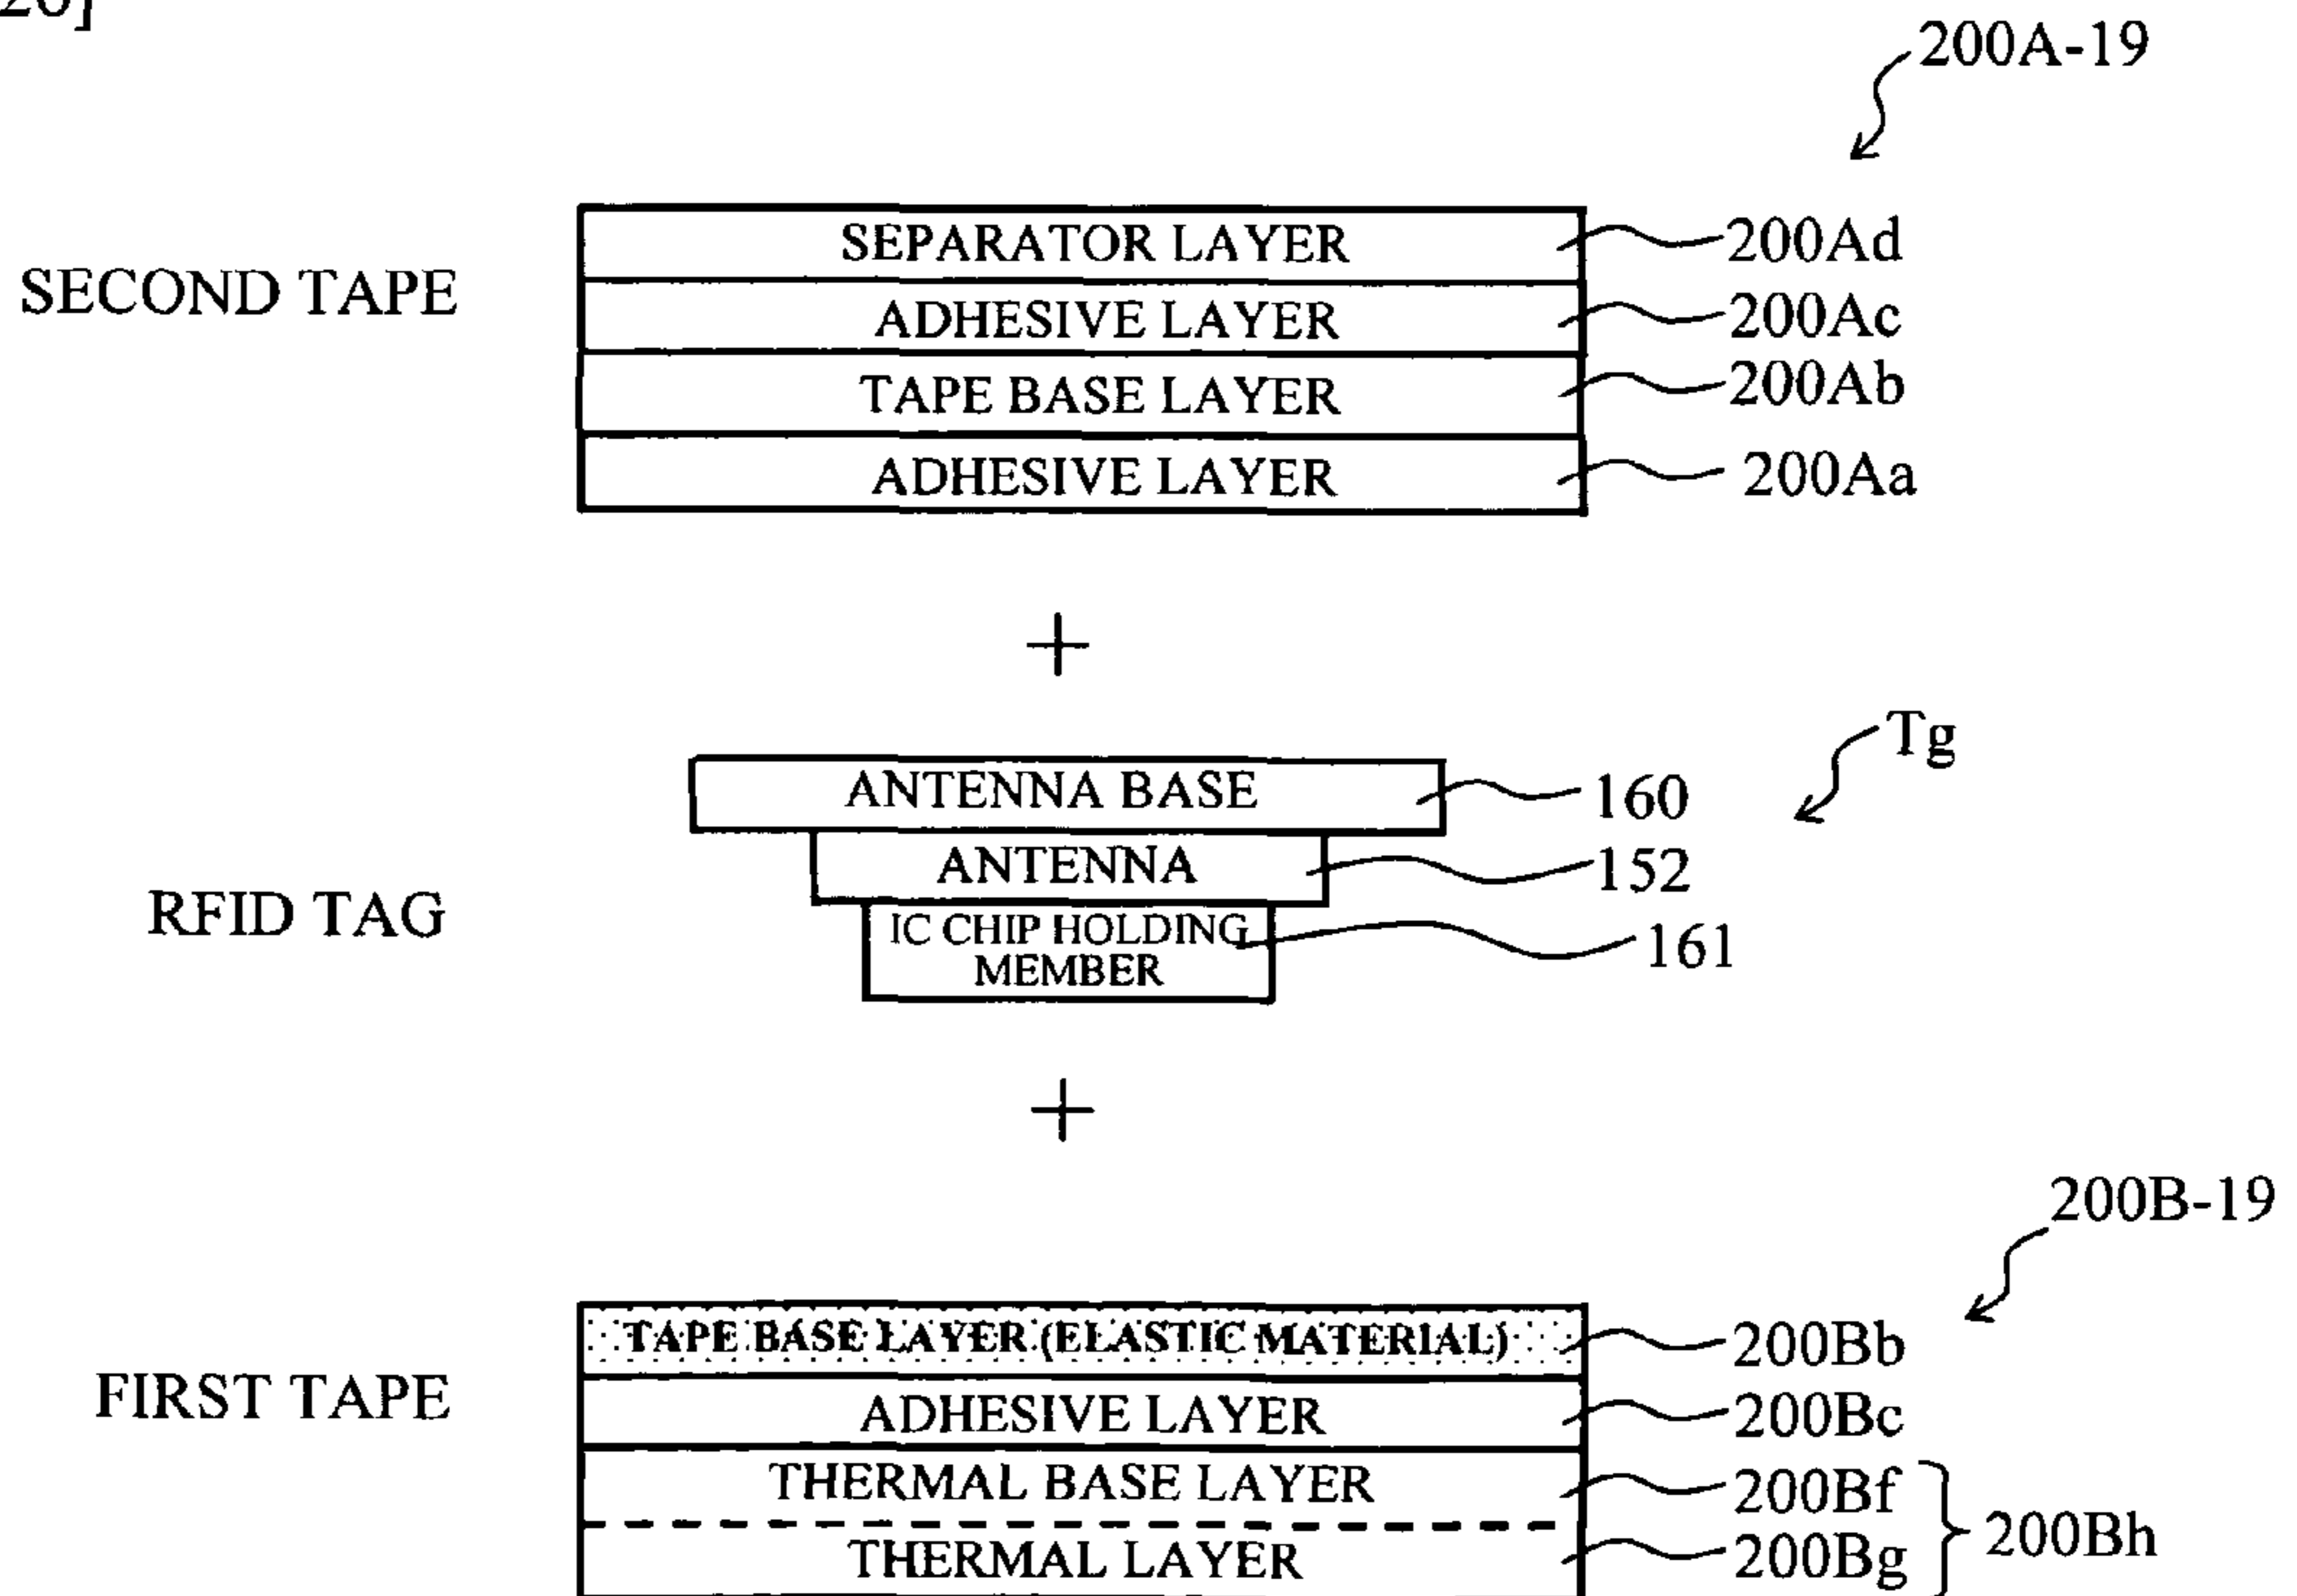 26]
200A-19
SECOND TAPE
SEPARATOR LAYER
200Ad
ADHESIVE LAYER
200Ac
TAPE BASE LAYER
200Ab
ADHESIVE LAYER
200Aa
+
Tg
RFID TAG
ANTENNA BASE
160
ANTENNA
152
IC CHIP HOLDING
MEMBER
161
+
200B-19
FIRST TAPE
TAPE BASE LAYER (ELASTIC MATERIAL)
200Bb
ADHESIVE LAYER
200Bc
THERMAL BASE LAYER
200Bf
THERMAL LAYER
200Bg
200Bh